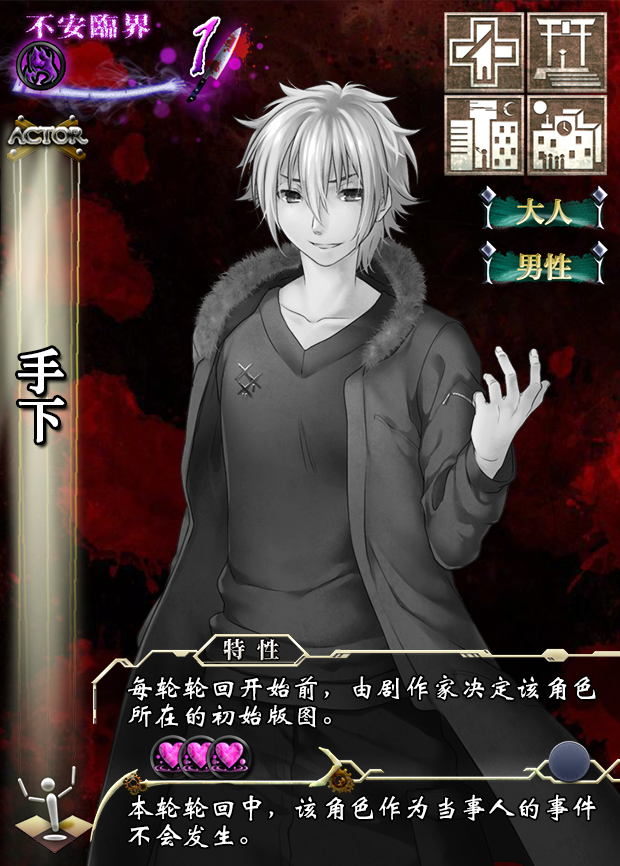 不安臨界
1
ACTOR
大人
男性
手下
特性
每轮轮回开始前，由剧作家决定该角色
所在的初始版图。
本轮轮回中，该角色作为当事人的事件
不会发生。